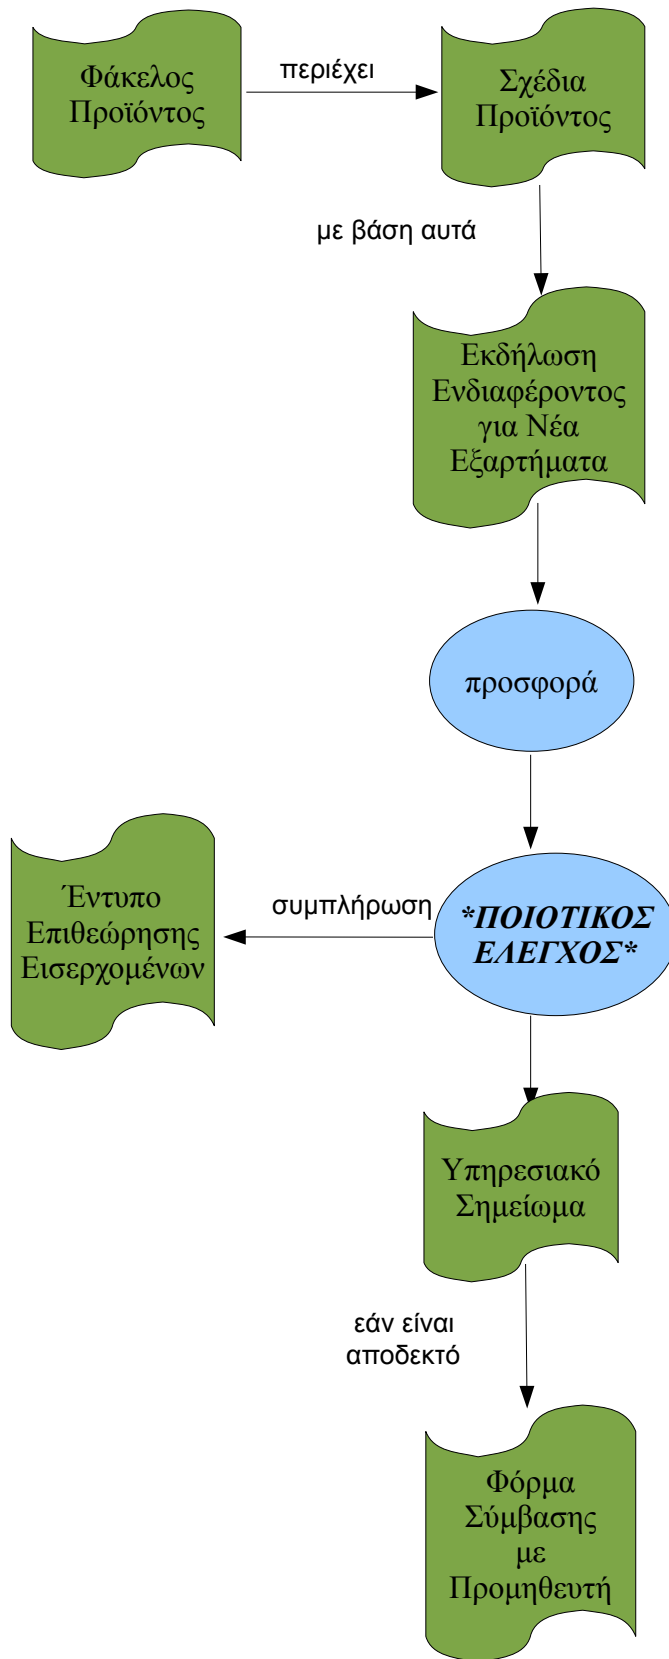 Φάκελος
Προϊόντος
περιέχει
Σχέδια
Προϊόντος
με βάση αυτά
Εκδήλωση
Ενδιαφέροντος
για Νέα
Εξαρτήματα
προσφορά
*ΠΟΙΟΤΙΚΟΣ
ΕΛΕΓΧΟΣ*
συμπλήρωση
Έντυπο
Επιθεώρησης
Εισερχομένων
Υπηρεσιακό
Σημείωμα
εάν είναι
αποδεκτό
Φόρμα
Σύμβασης
με
Προμηθευτή